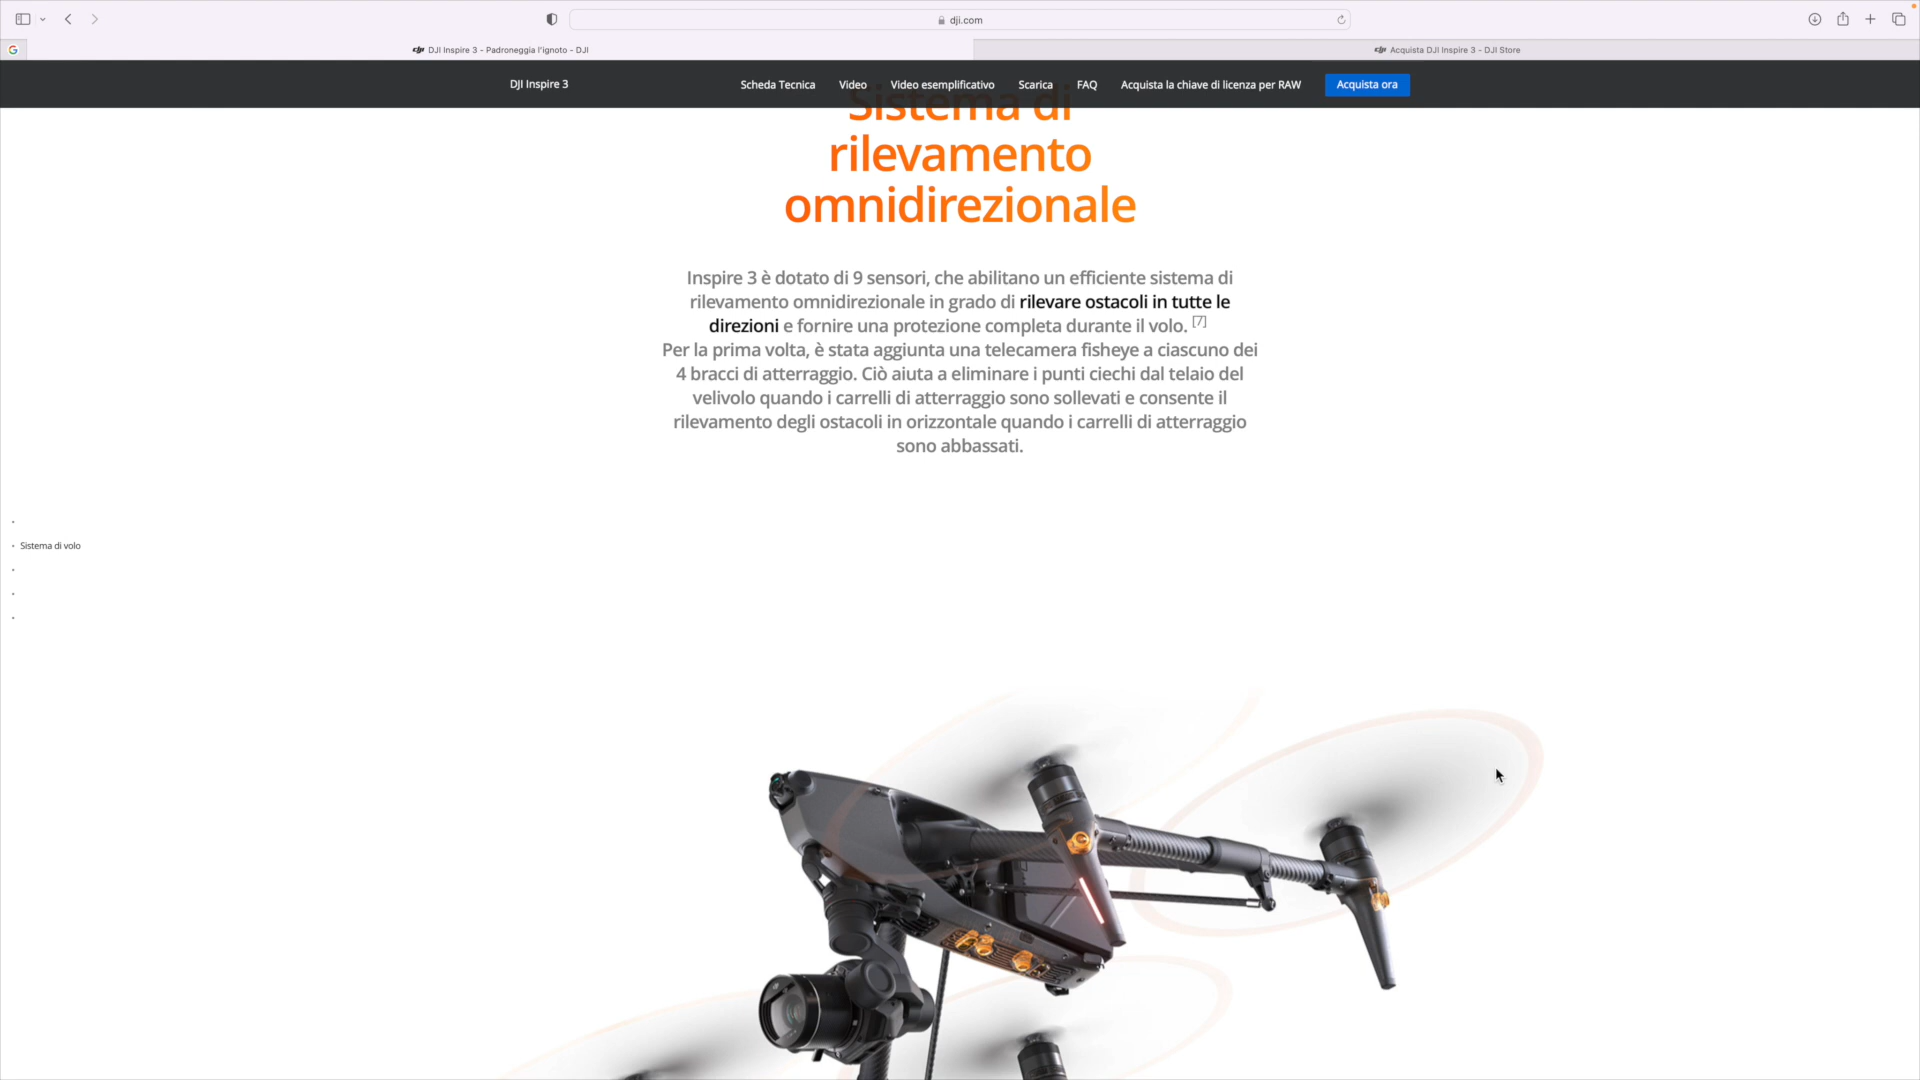 dji.com
DJI Inspire 3 - Padroneggia l'ignoto - DJI
Acquista DJI Inspire 3 - DJI Store
DJI Inspire 3
Scheda Tecnica
Video
Video esemplificativo
Scarica
FAQ
Acquista la chiave di licenza per RAW
Acquista ora
Sistema di
rilevamento
omnidirezionale
Inspire 3 è dotato di 9 sensori, che abilitano un efficiente sistema di
rilevamento omnidirezionale in grado di rilevare ostacoli in tutte le
direzioni e fornire una protezione completa durante il volo. [7]
Per la prima volta, è stata aggiunta una telecamera fisheye a ciascuno dei
4 bracci di atterraggio. Ciò aiuta a eliminare i punti ciechi dal telaio del
velivolo quando i carrelli di atterraggio sono sollevati e consente il
rilevamento degli ostacoli in orizzontale quando i carrelli di atterraggio
sono abbassati.
Sistema di volo